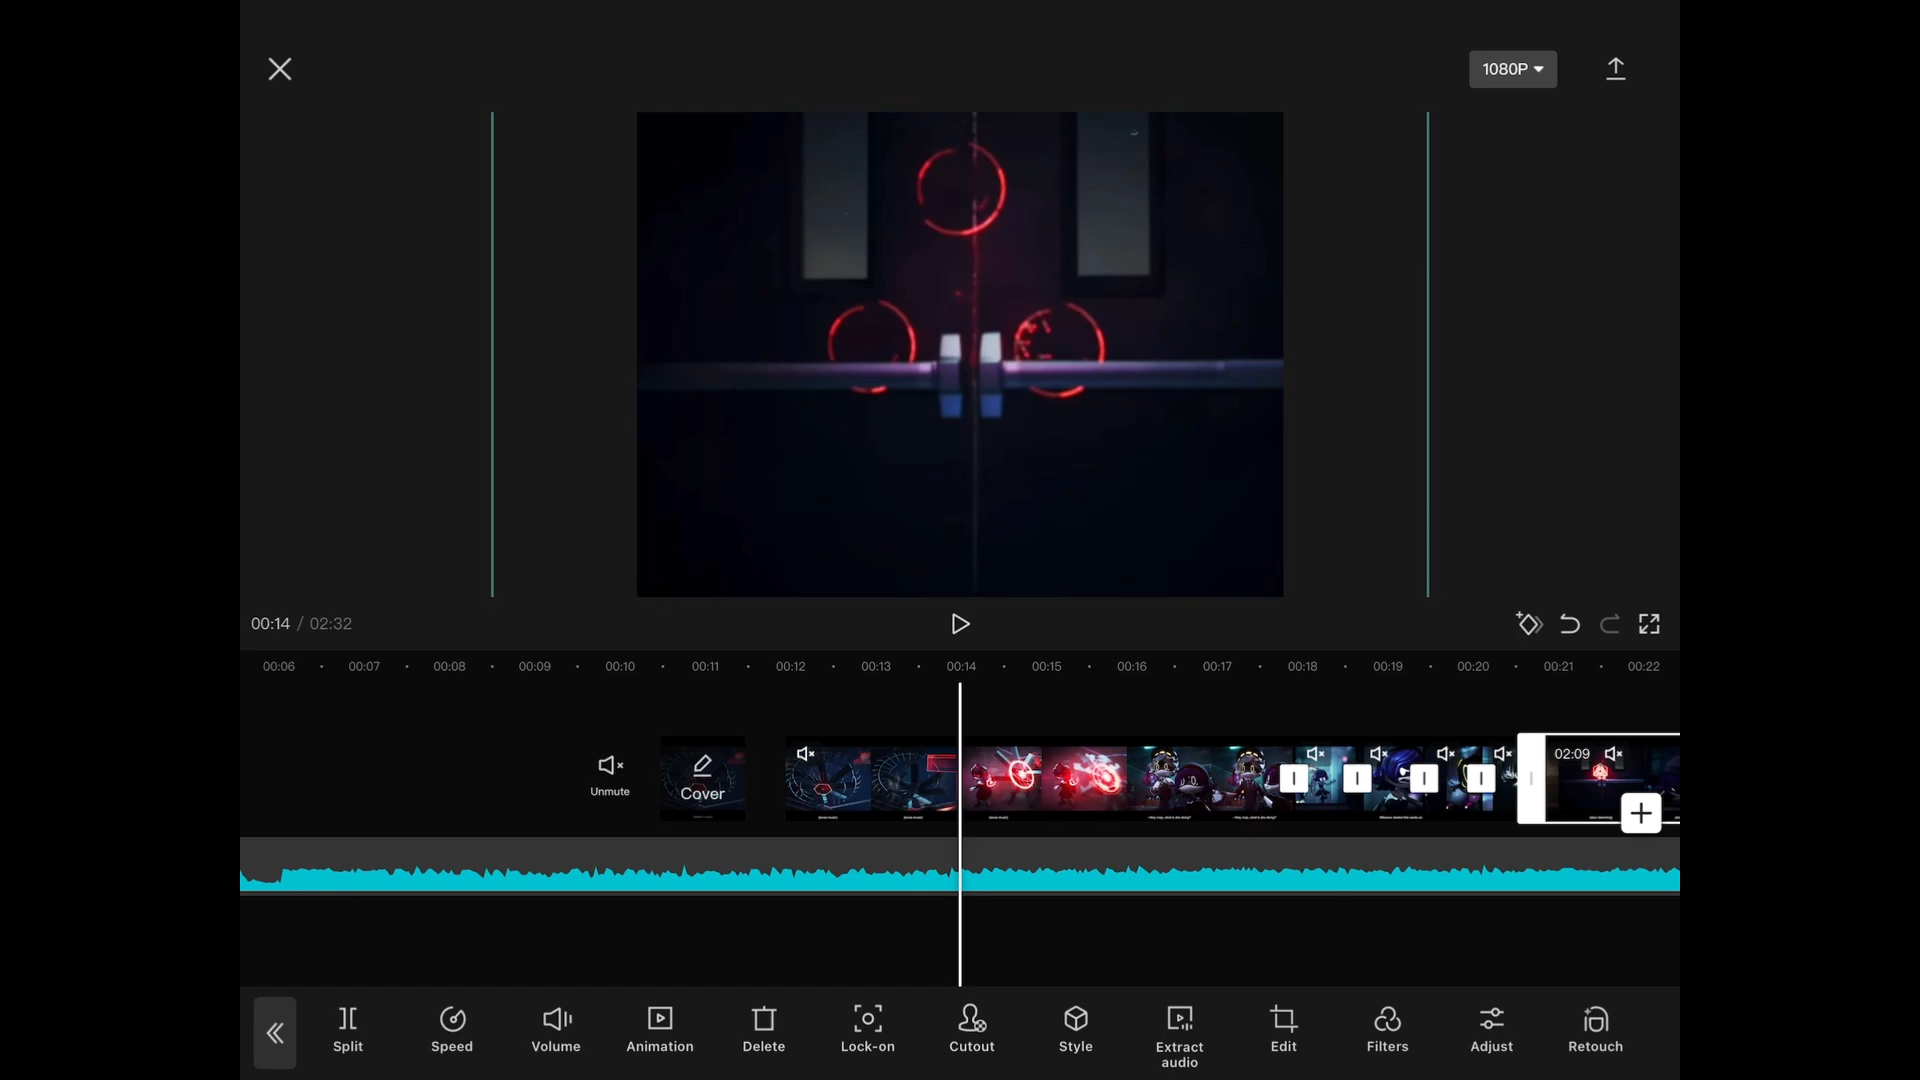 1080P
00:14 / 02:32
00:06 00:07 00:08 00:09 00:10 00:11 00:12 00:13 00:14 00:15 00:16 00:17 00:18 00:19 00:20 00:21 00:22
Unmute
Cover
02:09
Split Speed Volume Animation Delete Lock-on Cutout Style Extract audio Edit Filters Adjust Retouch